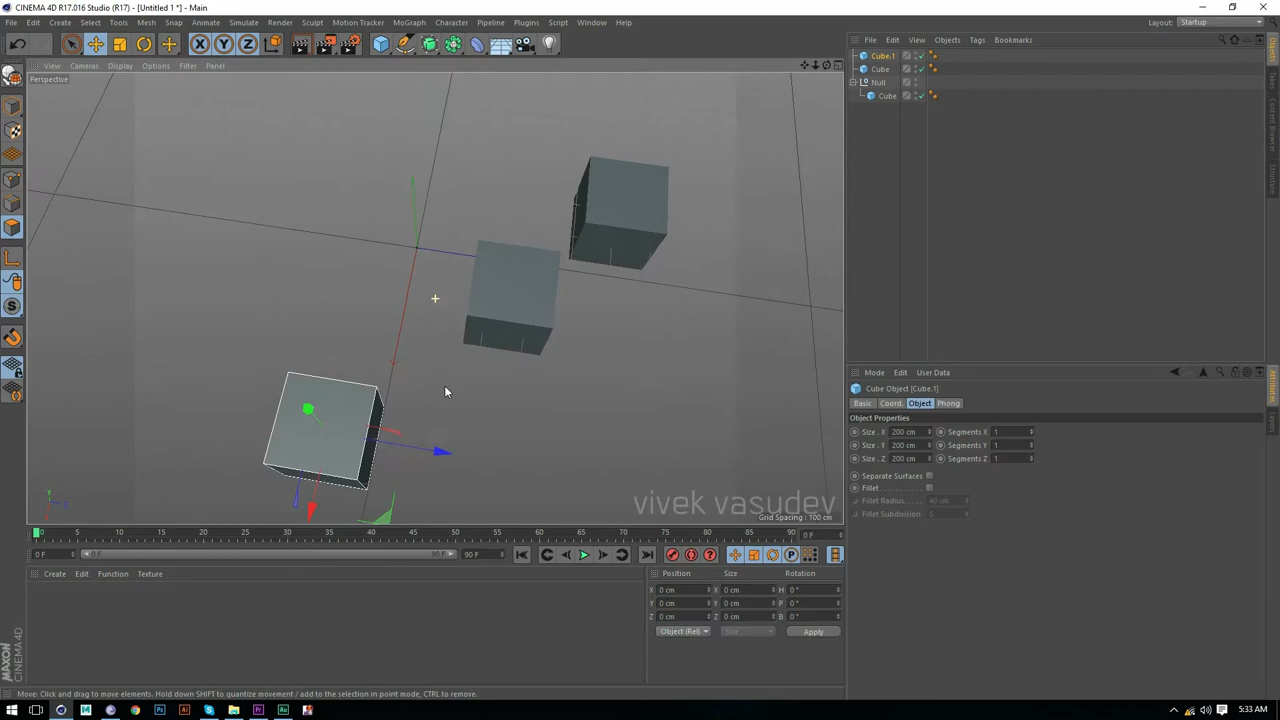 CINEMA 4D R17.016 Studio (R17) - [Untitled 1 *] - Main
File Edit Create Select Tools Mesh Snap Animate Simulate Render Sculpt Motion Tracker MoGraph Character Pipeline Plugins Script Window Help
Layout: Startup
X Y Z
File Edit View Objects Tags Bookmarks
View Cameras Display Options Filter Panel
Perspective
Cube.1
Cube
Null
Cube
Objects
Takes
Content Browser
Structure
Mode Edit User Data
Cube Object [Cube.1]
Basic Coord. Object Phong
Object Properties
Size . X 200 cm Segments X 1
Size . Y 200 cm Segments Y 1
Size . Z 200 cm Segments Z 1
Separate Surfaces
Fillet
Fillet Radius. 40 cm
Fillet Subdivision 5
Attributes
Layers
vivek vasudev
Grid Spacing : 100 cm
0 5 10 15 20 25 30 35 40 45 50 55 60 65 70 75 80 85 90 0 F
0 F 0 F 90 F 90 F
Create Edit Function Texture
Position Size Rotation
X 0 cm X 0 cm H 0 °
Y 0 cm Y 0 cm P 0 °
Z 0 cm Z 0 cm B 0 °
Object (Rel) Size Apply
MAXON
CINEMA 4D
Move: Click and drag to move elements. Hold down SHIFT to quantize movement / add to the selection in point mode, CTRL to remove.
5:33 AM